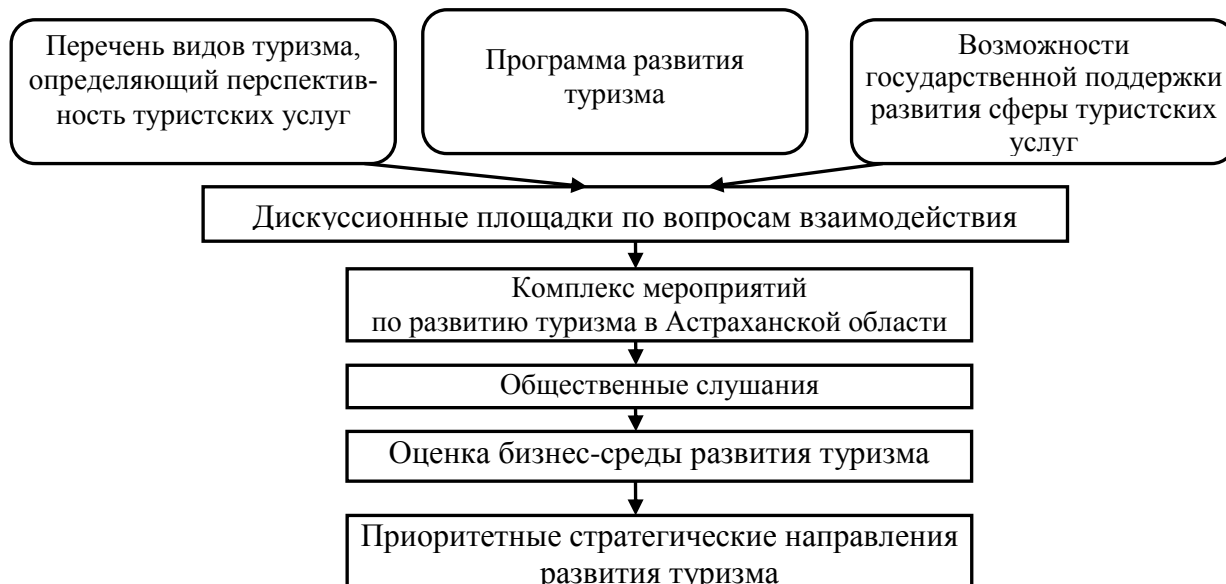 Перечень видов туризма,
определяющий перспектив-
ность туристских услуг
Программа развития
туризма
Возможности
государственной поддержки
развития сферы туристских
услуг
Дискуссионные площадки по вопросам взаимодействия
Комплекс мероприятий
по развитию туризма в Астраханской области
Общественные слушания
Оценка бизнес-среды развития туризма
Приоритетные стратегические направления
развития туризма